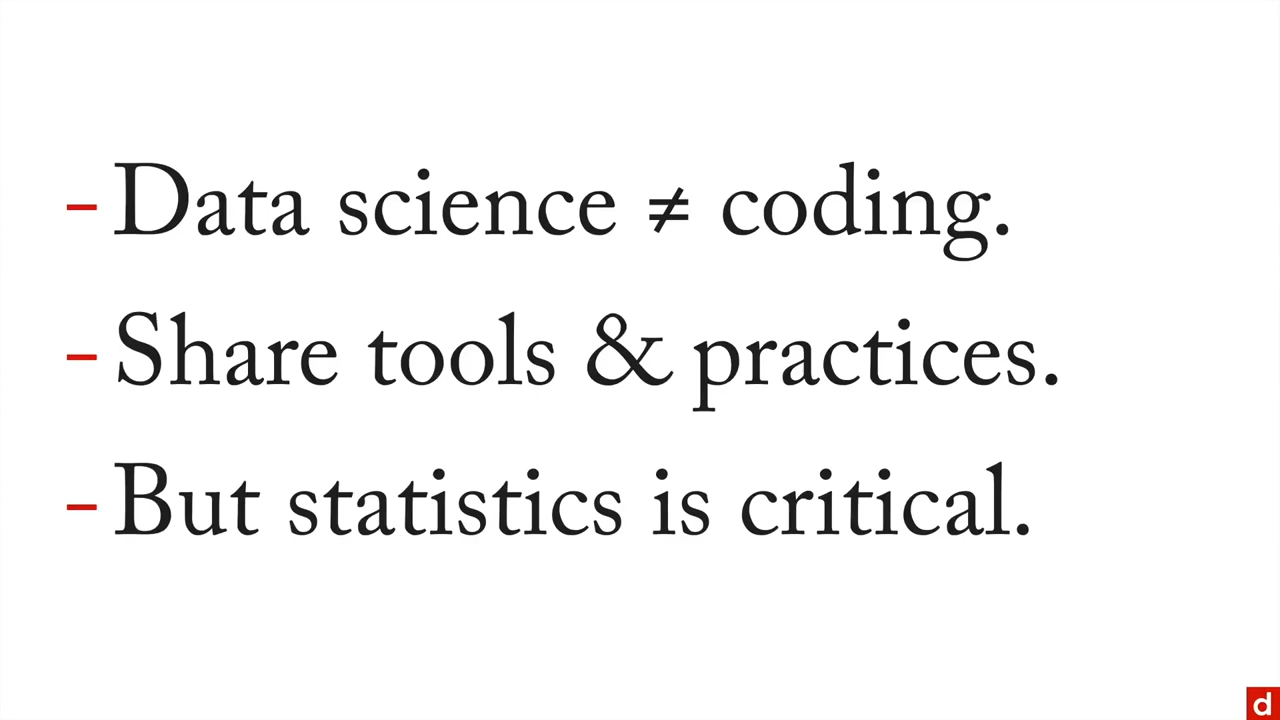 - Data science ≠ coding.
- Share tools & practices.
- But statistics is critical.
d